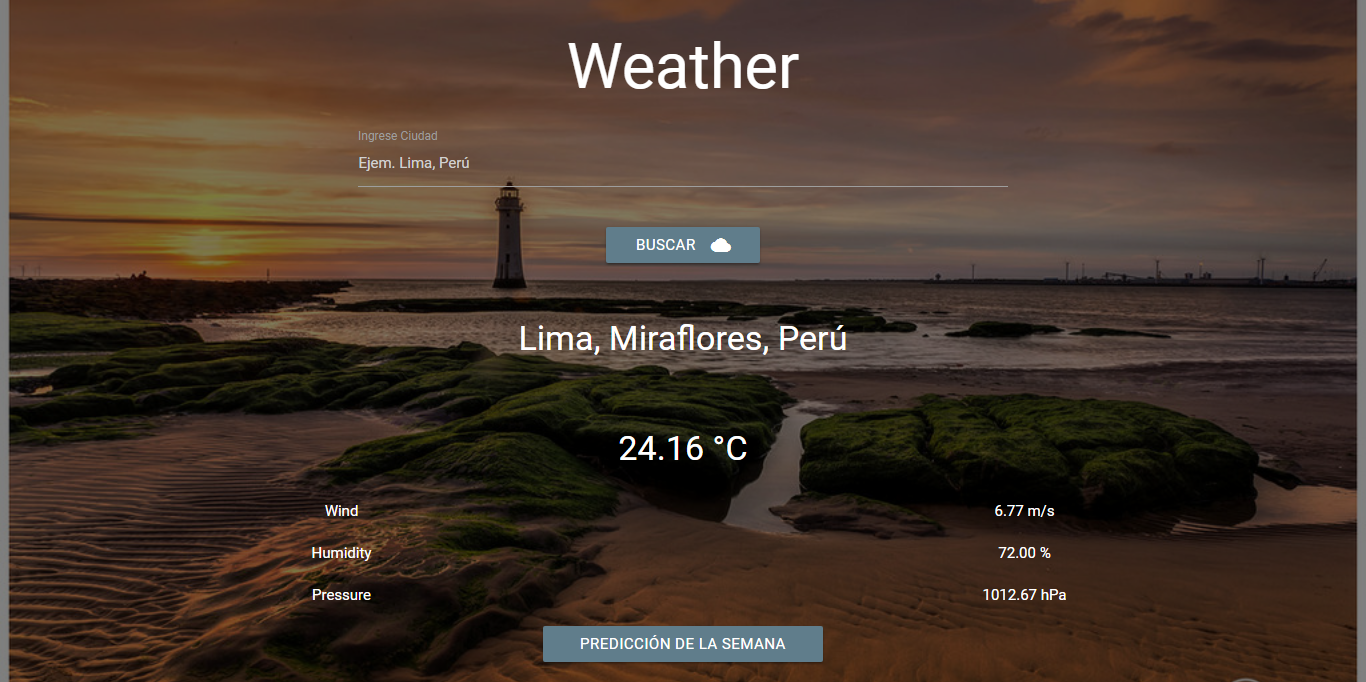 Weather
Ingrese Ciudad
Ejem. Lima, Perú
BUSCAR
Lima, Miraflores, Perú
24.16 °C
Wind 6.77 m/s
Humidity 72.00 %
Pressure 1012.67 hPa
PREDICCIÓN DE LA SEMANA